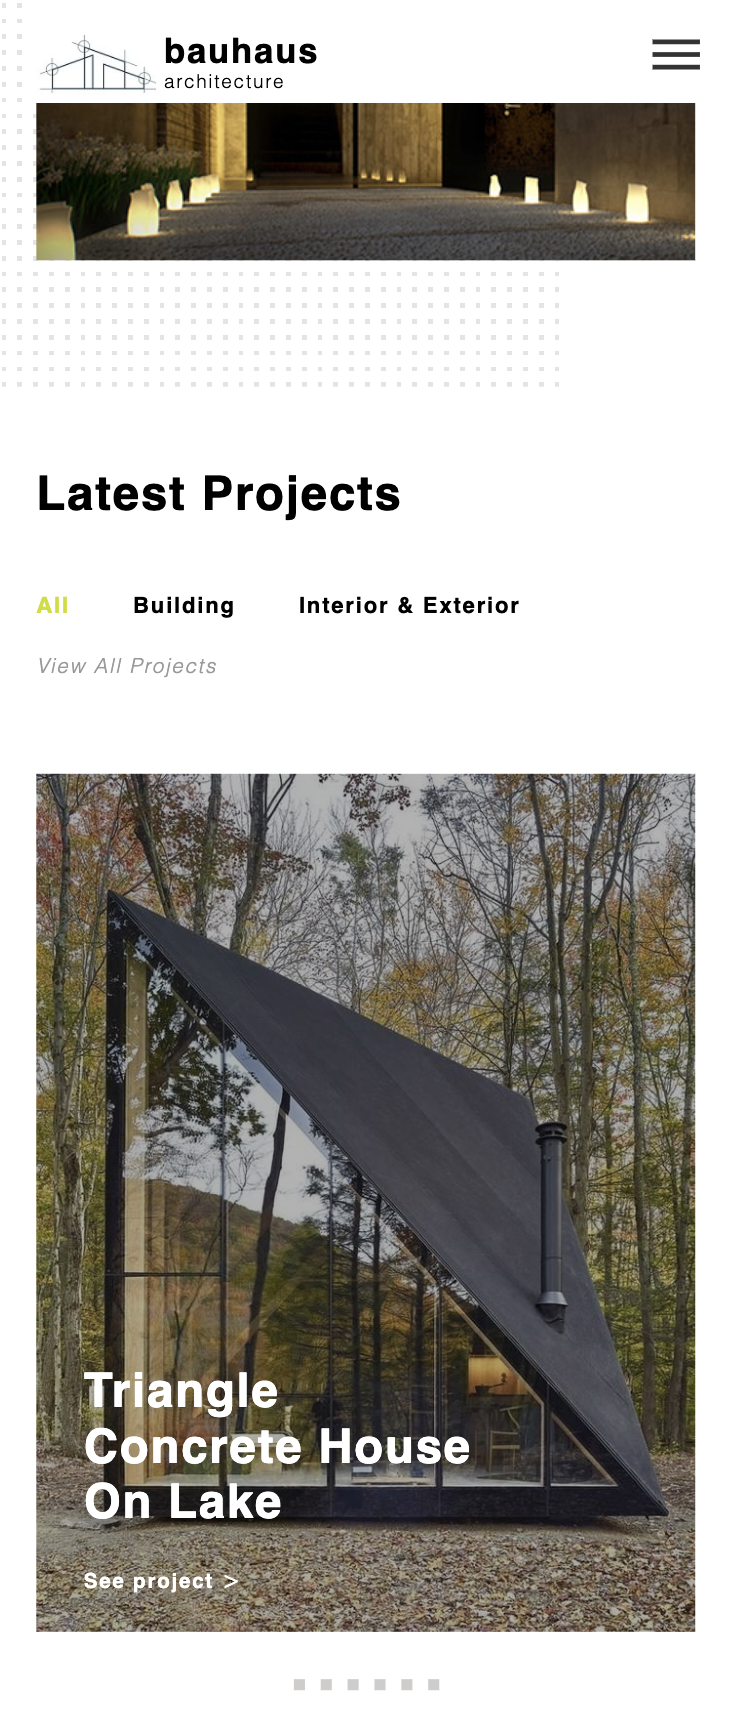 bauhaus
architecture
Latest Projects
All Building Interior & Exterior
View All Projects
Triangle
Concrete House
On Lake
See project >